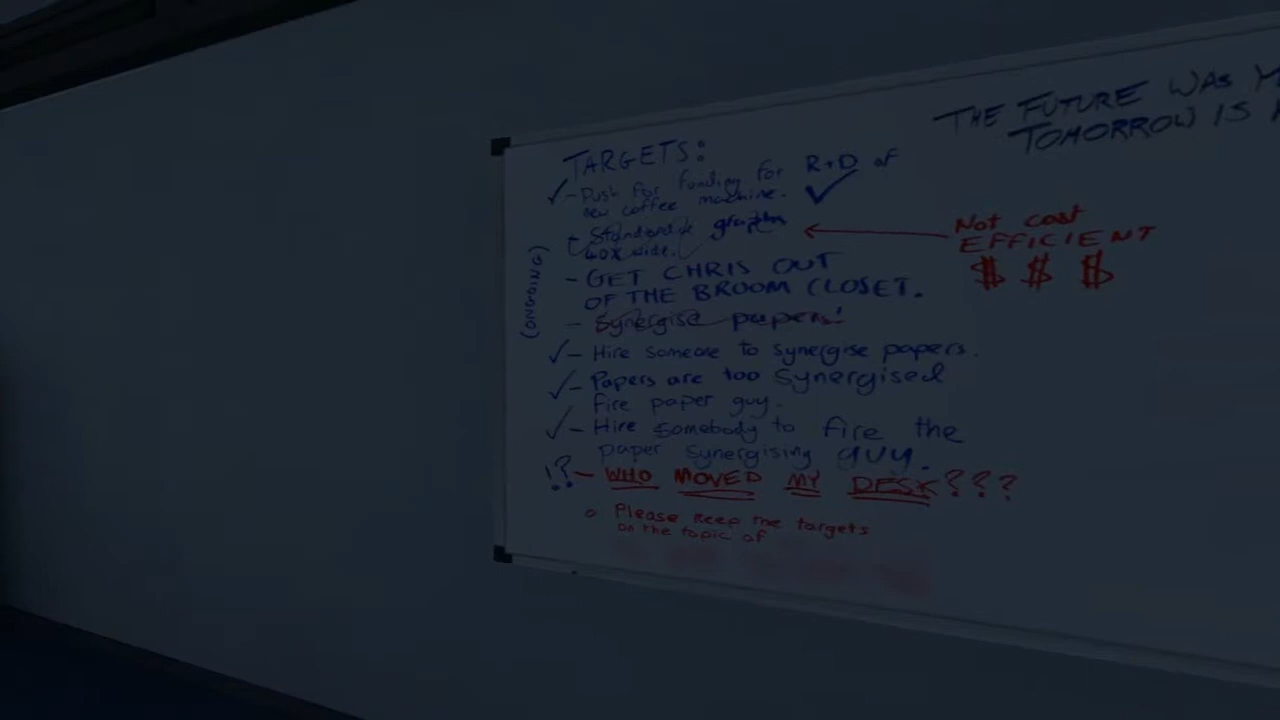 TARGETS:
✓ - Push for funding for R+D of
new coffee machine. ✓
- Standardise graphs
40% wide.
(ONGOING)
- GET CHRIS OUT
OF THE BROOM CLOSET.
- Synergise papers!
✓ - Hire someone to synergise papers.
✓ - Papers are too synergised
fire paper guy.
✓ - Hire somebody to fire the
paper synergising guy.
!?. - WHO MOVED MY DESK???
o Please keep the targets
on the topic of
THE FUTURE WAS
TOMORROW IS
Not cost
EFFICIENT
$ $ $